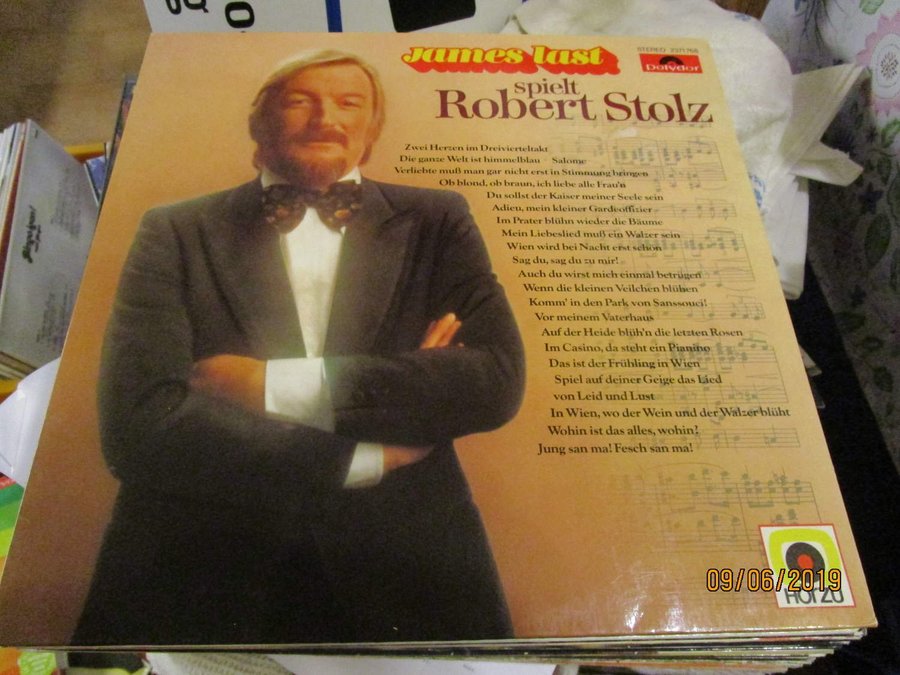 james last
STEREO 2371 768
Polydor
spielt
Robert Stolz
Zwei Herzen im Dreivierteltakt
Die ganze Welt ist himmelblau · Salome
Verliebte muß man gar nicht erst in Stimmung bringen
Ob blond, ob braun, ich liebe alle Frau'n
Du sollst der Kaiser meiner Seele sein
Adieu, mein kleiner Gardeoffizier
Im Prater blühn wieder die Bäume
Mein Liebeslied muß ein Walzer sein
Wien wird bei Nacht erst schön
Sag du, sag du zu mir!
Auch du wirst mich einmal betrügen
Wenn die kleinen Veilchen blühen
Komm' in den Park von Sanssouci!
Vor meinem Vaterhaus
Auf der Heide blüh'n die letzten Rosen
Im Casino, da steht ein Pianino
Das ist der Frühling in Wien
Spiel auf deiner Geige das Lied
von Leid und Lust
In Wien, wo der Wein und der Walzer blüht
Wohin ist das alles, wohin?
Jung san ma! Fesch san ma!
HÖR ZU
09/06/2019